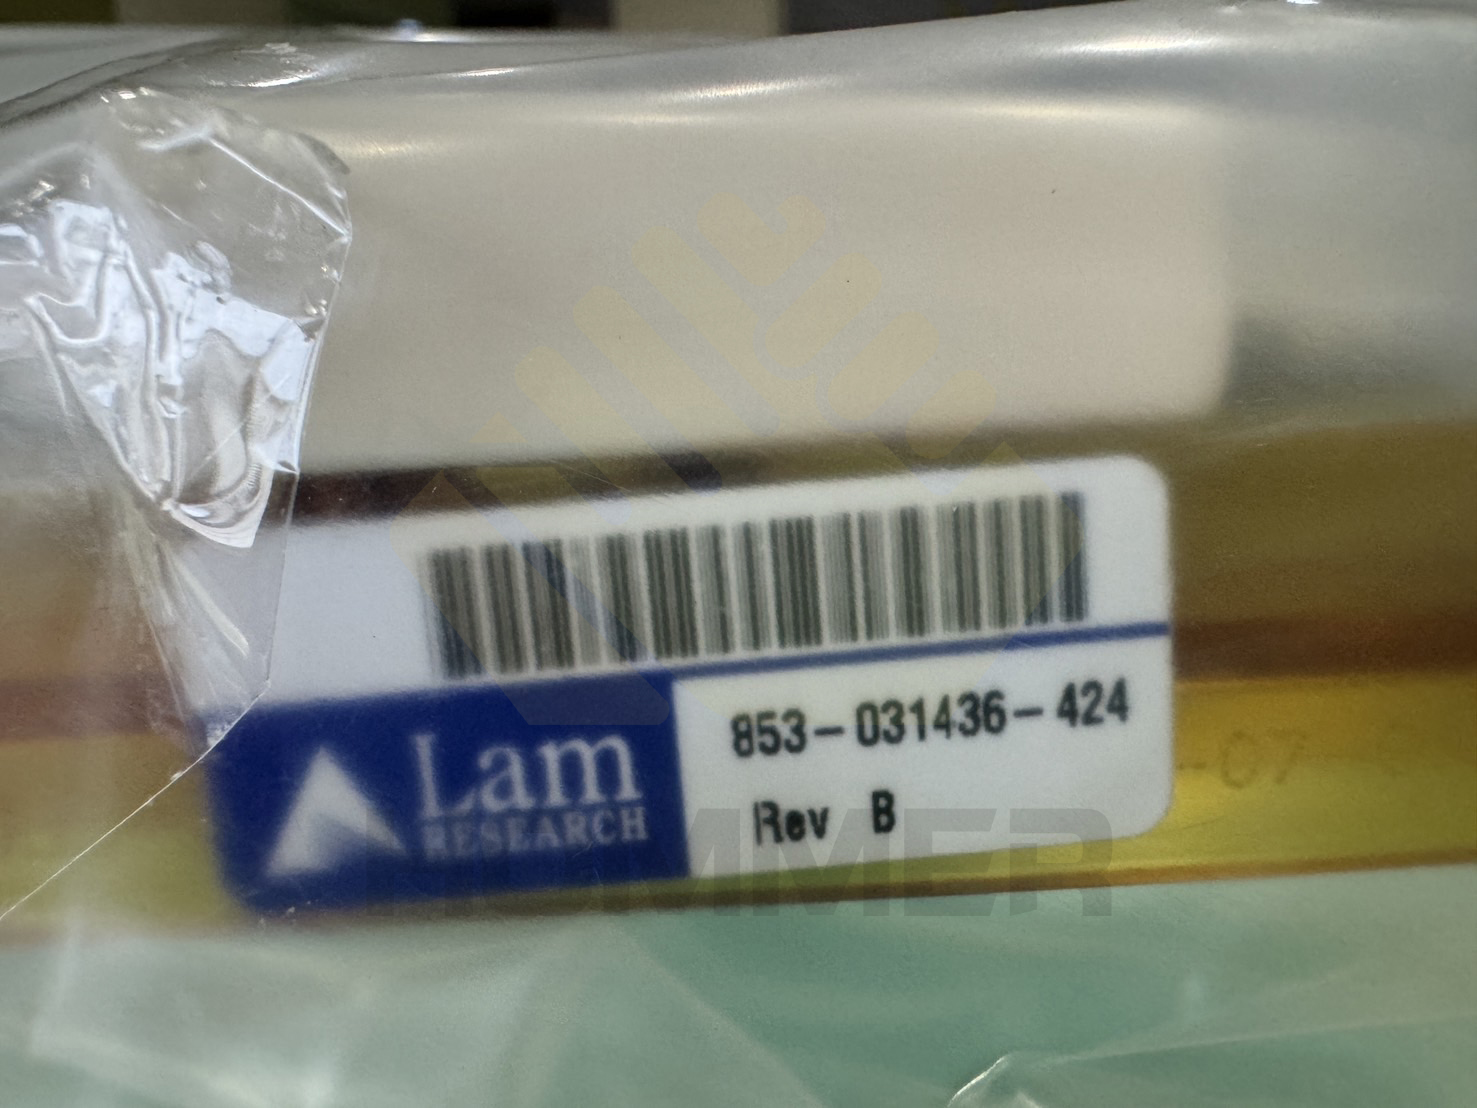 853-031436-424
Lam
RESEARCH
Rev B